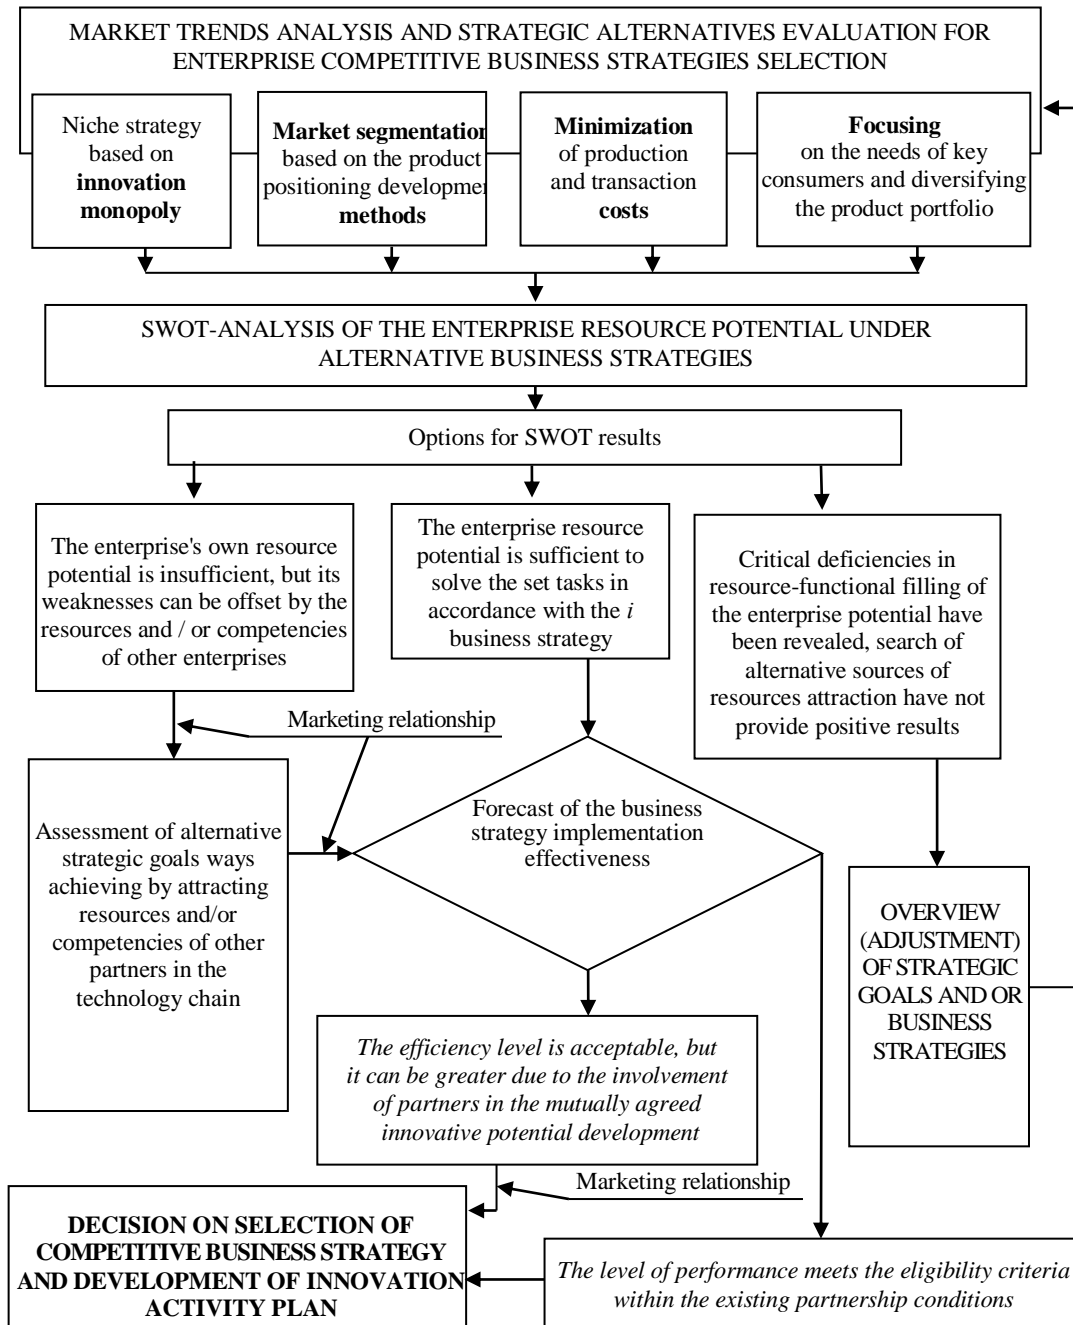 MARKET TRENDS ANALYSIS AND STRATEGIC ALTERNATIVES EVALUATION FOR
ENTERPRISE COMPETITIVE BUSINESS STRATEGIES SELECTION
Niche strategy
based on
innovation
monopoly
Market segmentation
based on the product
positioning developmen
methods
Minimization
of production
and transaction
costs
Focusing
on the needs of key
consumers and diversifying
the product portfolio
SWOT-ANALYSIS OF THE ENTERPRISE RESOURCE POTENTIAL UNDER
ALTERNATIVE BUSINESS STRATEGIES
Options for SWOT results
The enterprise's own resource
potential is insufficient, but its
weaknesses can be offset by the
resources and / or competencies
of other enterprises
The enterprise resource
potential is sufficient to
solve the set tasks in
accordance with the i
business strategy
Critical deficiencies in
resource-functional filling of
the enterprise potential have
been revealed, search of
alternative sources of
resources attraction have not
provide positive results
Marketing relationship
Assessment of alternative
strategic goals ways
achieving by attracting
resources and/or
competencies of other
partners in the
technology chain
Forecast of the business
strategy implementation
effectiveness
OVERVIEW
(ADJUSTMENT)
OF STRATEGIC
GOALS AND OR
BUSINESS
STRATEGIES
The efficiency level is acceptable, but
it can be greater due to the involvement
of partners in the mutually agreed
innovative potential development
Marketing relationship
DECISION ON SELECTION OF
COMPETITIVE BUSINESS STRATEGY
AND DEVELOPMENT OF INNOVATION
ACTIVITY PLAN
The level of performance meets the eligibility criteria
within the existing partnership conditions